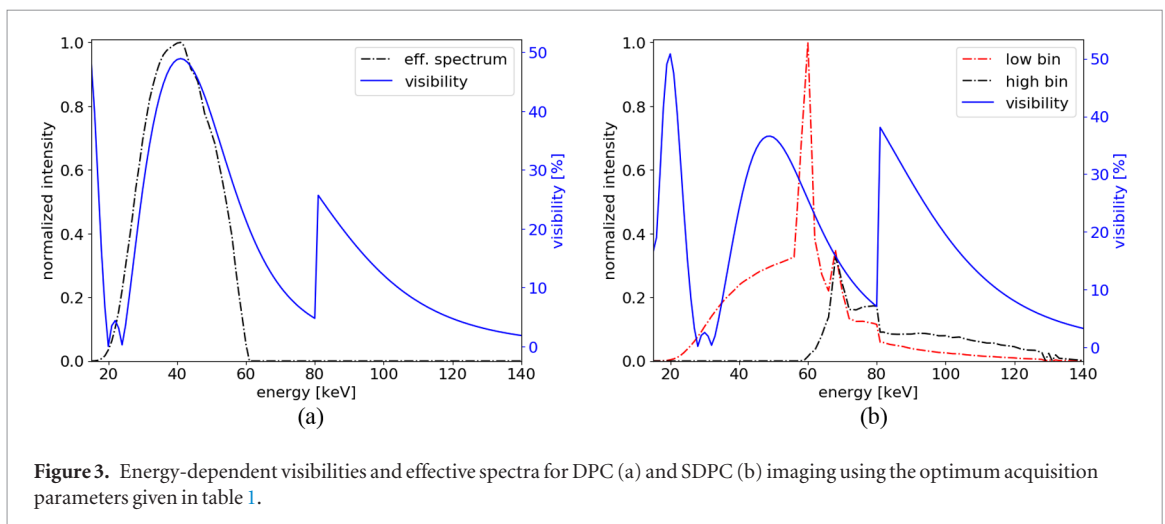 1.0
0.8
0.6
0.4
0.2
0.0
normalized intensity
eff. spectrum
visibility
50
40
30
20
10
0
visibility [%]
20 40 60 80 100 120 140
energy [keV]
(a)
1.0
0.8
0.6
0.4
0.2
0.0
normalized intensity
low bin
high bin
visibility
50
40
30
20
10
0
visibility [%]
20 40 60 80 100 120 140
energy [keV]
(b)
Figure 3. Energy-dependent visibilities and effective spectra for DPC (a) and SDPC (b) imaging using the optimum acquisition
parameters given in table 1.